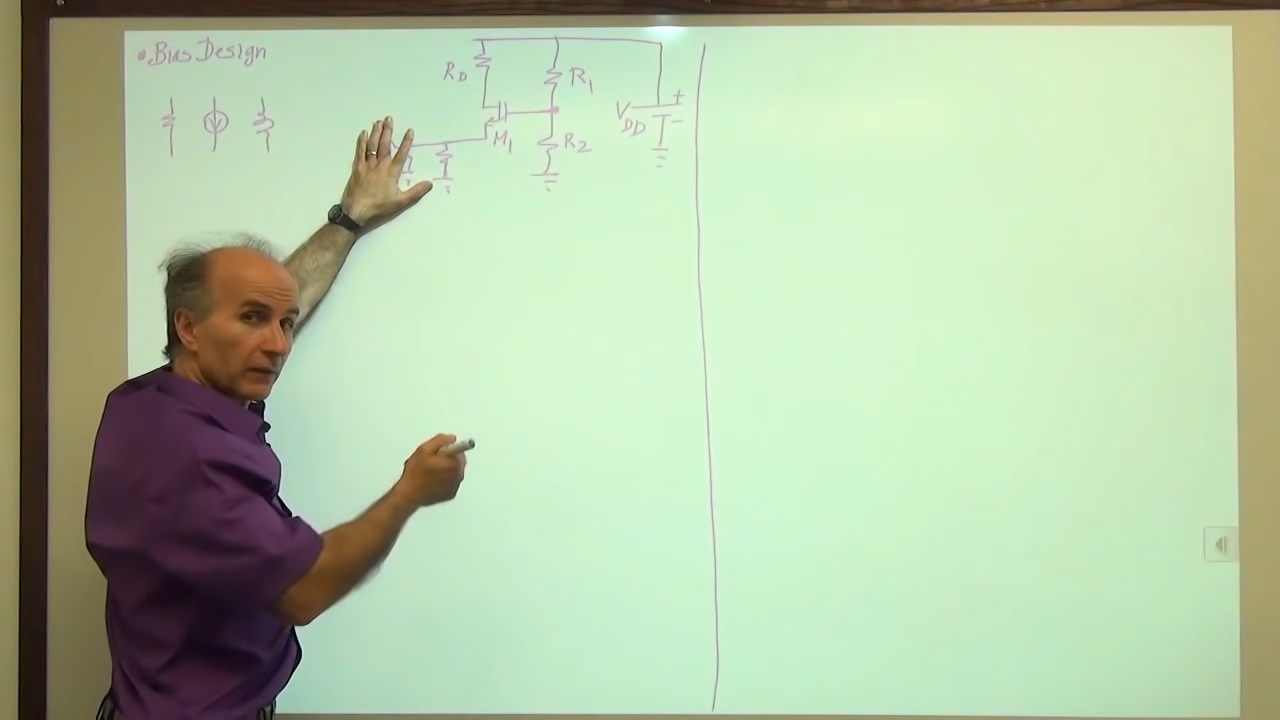 • Bias Design
RD
R1
VDD
+
-
M1
R2